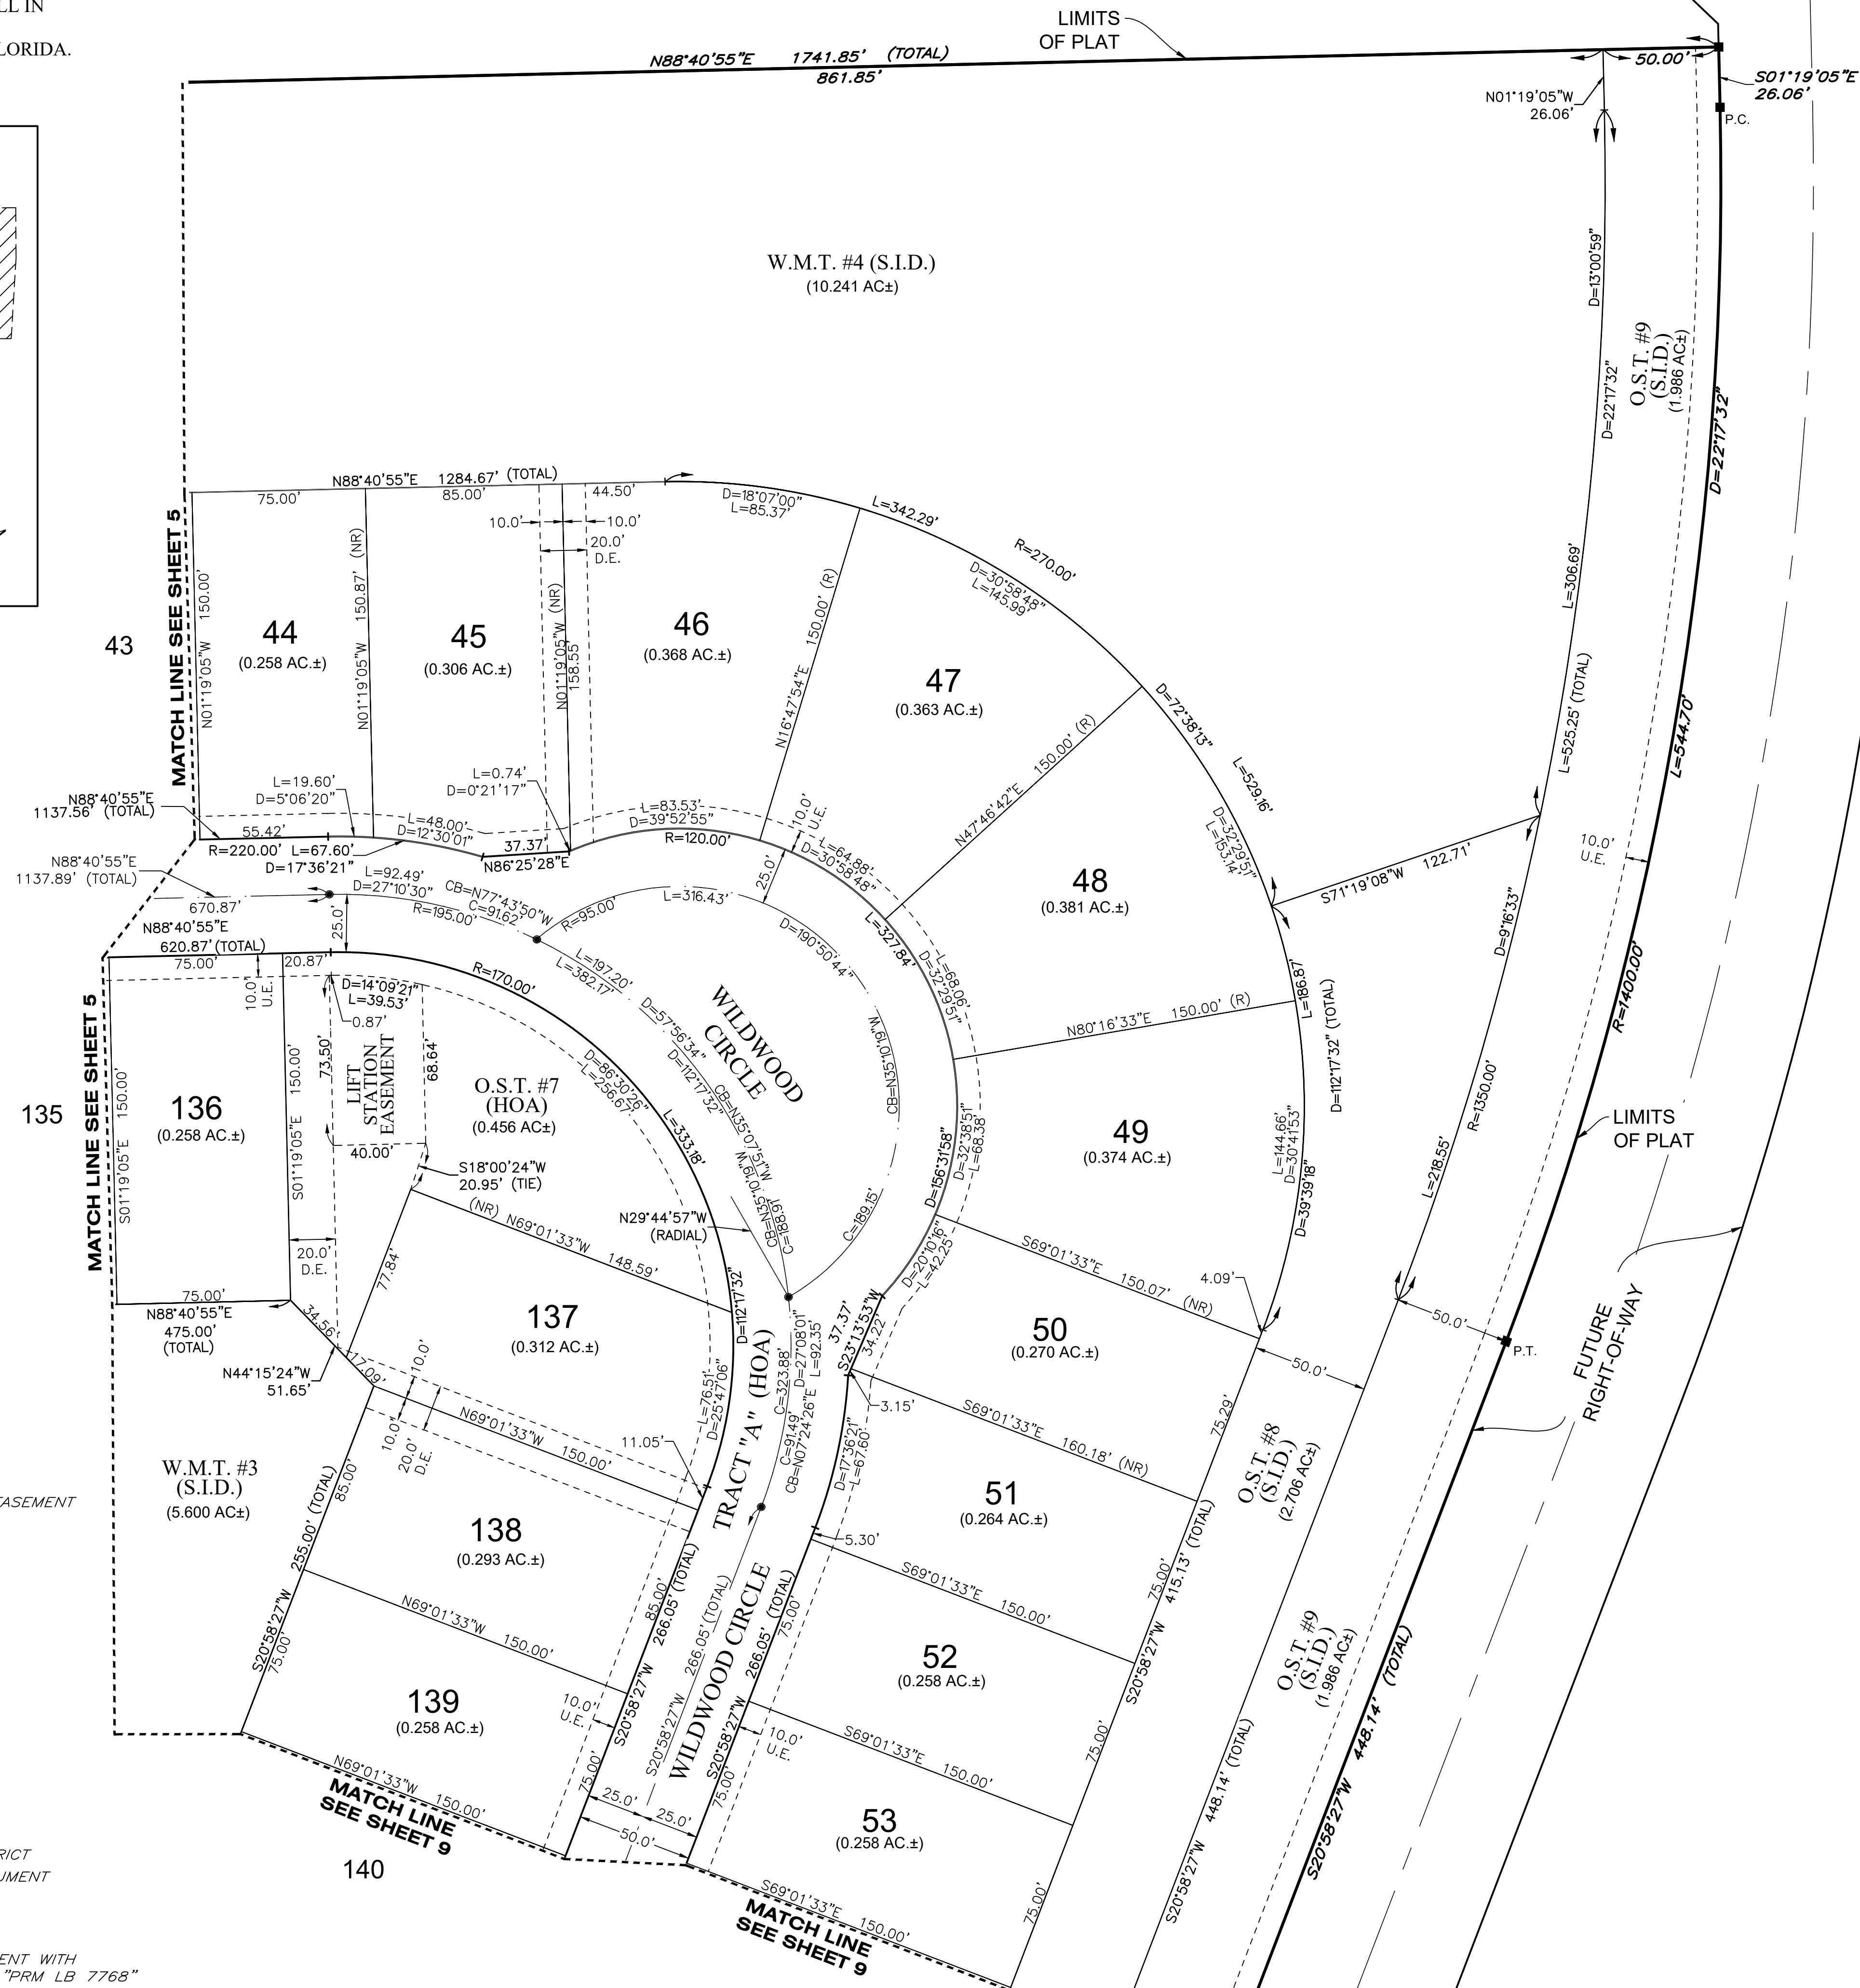 LL IN
LORIDA.
LIMITS
OF PLAT
N88°40'55"E 1741.85' (TOTAL)
861.85'
50.00'
S01°19'05"E
26.06'
N01°19'05"W
26.06'
P.C.
W.M.T. #4 (S.I.D.)
(10.241 AC±)
D=13°00'59"
D=22°17'32"
O.S.T. #9
(S.I.D.)
(1.986 AC±)
D=22°17'32"
L=544.70'
R=1400.00'
L=306.69'
L=525.25' (TOTAL)
N88°40'55"E 1284.67' (TOTAL)
75.00'
85.00'
44.50'
10.0'
10.0'
20.0'
D.E.
D=18°07'00"
L=85.37'
L=342.29'
R=270.00'
D=30°58'48"
L=145.99'
D=72°38'13"
L=529.16'
D=32°29'51"
L=153.14'
MATCH LINE SEE SHEET 5
43
N01°19'05"W 150.00'
44
(0.258 AC.±)
N01°19'05"W 150.87' (NR)
45
(0.306 AC.±)
N01°19'05"W (NR)
158.55'
46
(0.368 AC.±)
N16°47'54"E 150.00' (R)
47
(0.363 AC.±)
N47°46'42"E 150.00' (R)
48
(0.381 AC.±)
S71°19'08"W 122.71'
10.0'
U.E.
L=19.60'
D=5°06'20"
L=0.74'
D=0°21'17"
N88°40'55"E
1137.56' (TOTAL)
55.42'
L=48.00'
D=12°30'01"
R=220.00' L=67.60'
D=17°36'21"
37.37'
N86°25'28"E
L=83.53'
D=39°52'55"
R=120.00'
10.0'
U.E.
L=64.88'
D=30°58'48"
25.0'
L=327.84'
N88°40'55"E
1137.89' (TOTAL)
670.87'
L=92.49'
D=27°10'30"
R=195.00'
CB=N77°43'50"W
C=91.62'
R=95.00'
L=316.43'
D=190°50'44"
L=68.06'
D=32°29'51"
N88°40'55"E
620.87'(TOTAL)
75.00'
20.87'
25.0'
10.0'
U.E.
R=170.00'
L=197.20'
L=382.17'
D=57°56'34"
D=112°17'32"
WILDWOOD
CIRCLE
CB=N35°10'19"W
N80°16'33"E 150.00' (R)
L=186.87'
D=112°17'32" (TOTAL)
D=9°16'33"
R=1350.00'
L=218.55'
LIMITS
OF PLAT
MATCH LINE SEE SHEET 5
135
S01°19'05"E 150.00'
136
(0.258 AC.±)
S01°19'05"E 150.00'
D=14°09'21"
L=39.53'
0.87'
73.50'
LIFT
STATION
EASEMENT
68.64'
40.00'
O.S.T. #7
(HOA)
(0.456 AC±)
D=86°30'26"
L=256.67'
L=333.18'
CB=N35°07'51"W
C=188.91'
CB=N35°10'19"W
C=189.15'
N29°44'57"W
(RADIAL)
S18°00'24"W
20.95' (TIE)
(NR) N69°01'33"W 148.59'
49
(0.374 AC.±)
L=144.66'
D=30°41'53"
D=39°39'18"
D=156°31'58"
D=32°38'51"
L=68.38'
D=20°10'16"
L=42.25'
S69°01'33"E 150.07' (NR)
4.09'
50.0'
P.T.
FUTURE
RIGHT-OF-WAY
20.0'
D.E.
75.00'
N88°40'55"E
475.00'
(TOTAL)
34.56'
17.09'
N44°15'24"W
51.65'
77.84'
137
(0.312 AC.±)
D=112°17'32"
L=76.51'
D=25°47'06"
11.05'
10.0'
10.0'
20.0'
D.E.
N69°01'33"W 150.00'
TRACT "A" (HOA)
D=27°08'01"
L=92.35'
C=323.88'
C=91.49'
CB=N07°24'26"E
37.37'
S23°13'53"W
34.22'
3.15'
D=17°36'21"
L=67.60'
50
(0.270 AC.±)
50.0'
75.29'
S69°01'33"E 160.18' (NR)
51
(0.264 AC.±)
5.30'
S69°01'33"E 150.00'
O.S.T. #8
(S.I.D.)
(2.706 AC±)
75.00'
S20°58'27"W 415.13' (TOTAL)
W.M.T. #3
(S.I.D.)
(5.600 AC±)
S20°58'27"W 255.00' (TOTAL)
85.00'
138
(0.293 AC.±)
N69°01'33"W 150.00'
85.00'
S20°58'27"W 266.05' (TOTAL)
S20°58'27"W 266.05' (TOTAL)
WILDWOOD CIRCLE
S20°58'27"W 266.05' (TOTAL)
75.00'
52
(0.258 AC.±)
S69°01'33"E 150.00'
O.S.T. #9
(S.I.D.)
(1.986 AC±)
S20°58'27"W 448.14' (TOTAL)
S20°58'27"W 448.14' (TOTAL)
75.00'
139
(0.258 AC.±)
10.0'
U.E.
10.0'
U.E.
75.00'
75.00'
75.00'
N69°01'33"W 150.00'
MATCH LINE
SEE SHEET 9
25.0'
25.0'
50.0'
53
(0.258 AC.±)
75.00'
140
S69°01'33"E 150.00'
MATCH LINE
SEE SHEET 9
EASEMENT
RICT
UMENT
ENT WITH
"PRM LB 7768"